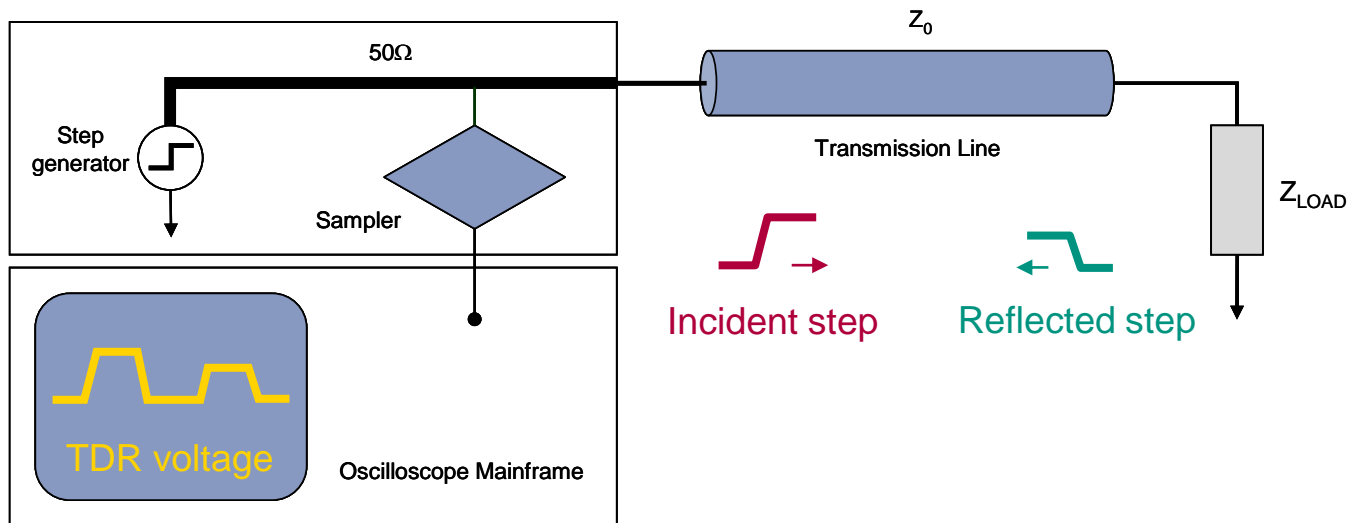 50Ω
Z0
Step
generator
Sampler
Transmission Line
ZLOAD
Incident step
Reflected step
TDR voltage
Oscilloscope Mainframe